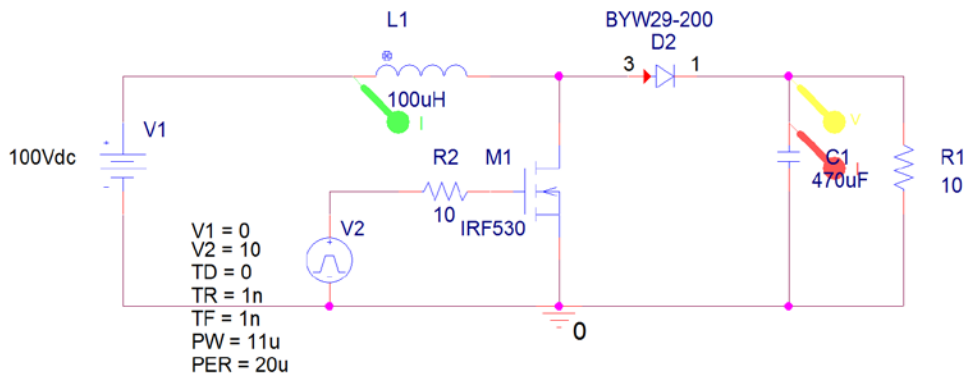 L1
BYW29-200
D2
3
1
100uH
I
V
V1
100Vdc
R2
M1
C1
R1
10
470uF
10
IRF530
V2
V1 = 0
V2 = 10
TD = 0
TR = 1n
TF = 1n
PW = 11u
PER = 20u
0